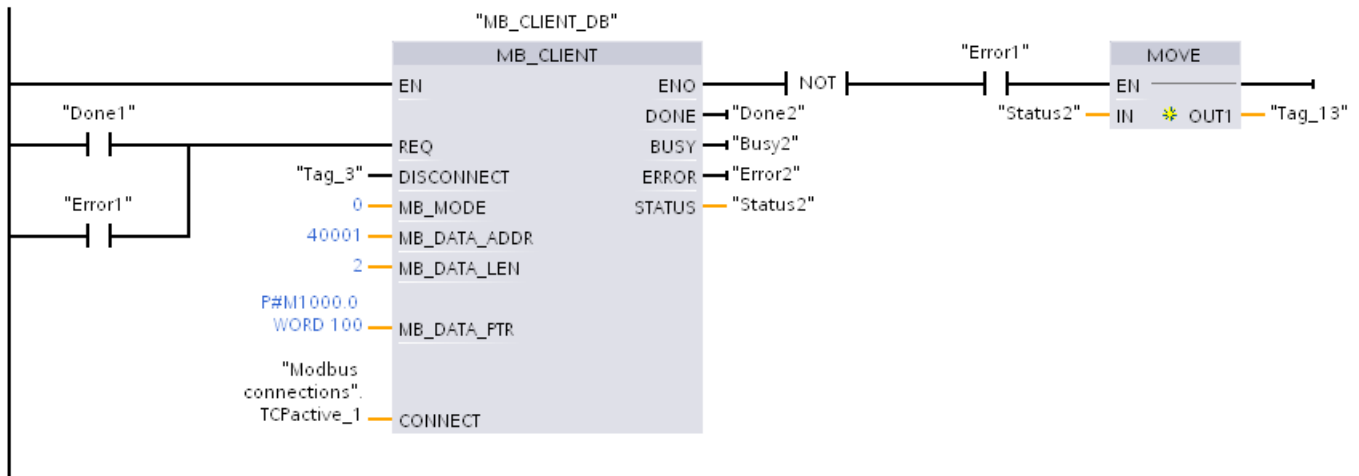 "MB_CLIENT_DB"
MB_CLIENT
"Error1"
MOVE
EN
ENO
NOT
EN
"Done1"
DONE
"Done2"
"Status2"
IN
OUT1
"Tag_13"
REQ
BUSY
"Busy2"
"Tag_3"
DISCONNECT
ERROR
"Error2"
"Error1"
0
MB_MODE
STATUS
"Status2"
40001
MB_DATA_ADDR
2
MB_DATA_LEN
P#M1000.0
WORD 100
MB_DATA_PTR
"Modbus
connections".
TCPactive_1
CONNECT